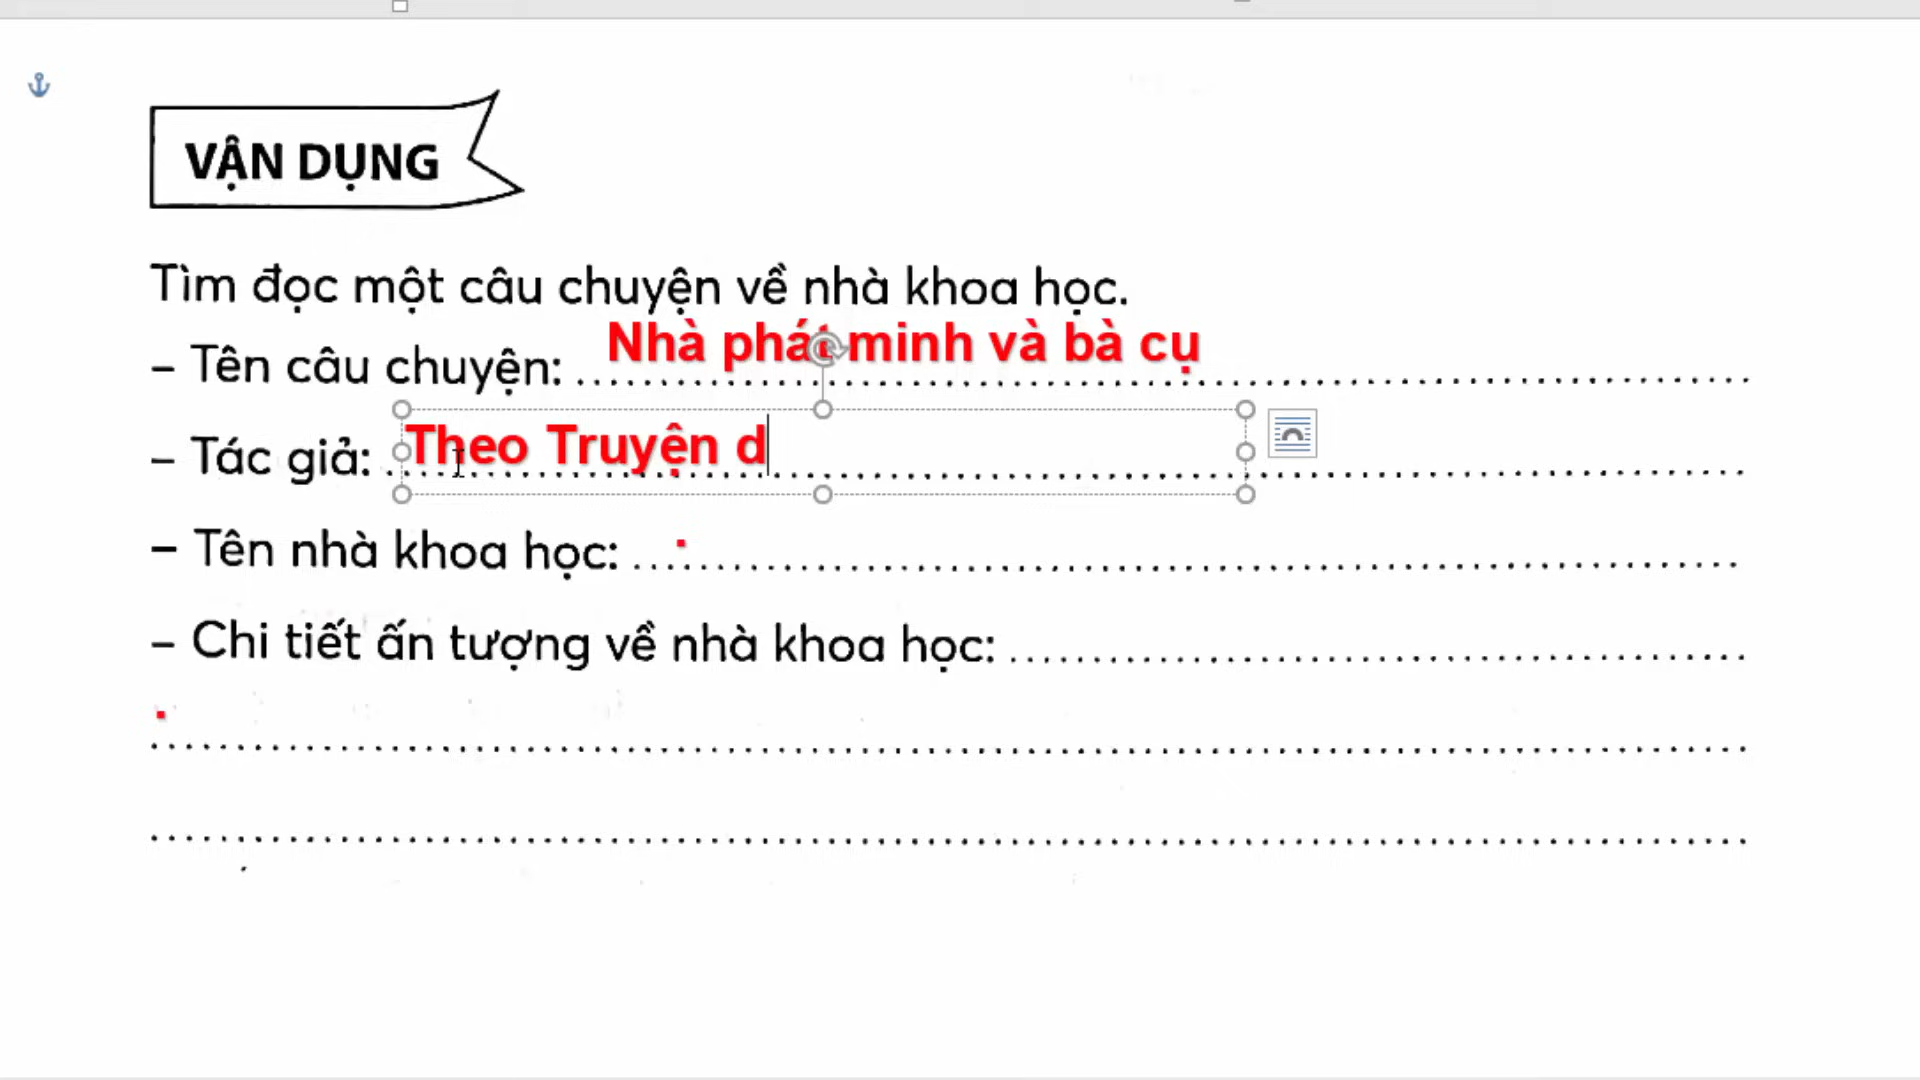 VẬN DỤNG
Tìm đọc một câu chuyện về nhà khoa học.
– Tên câu chuyện: Nhà phát minh và bà cụ
– Tác giả: Theo Truyện d
– Tên nhà khoa học:
– Chi tiết ấn tượng về nhà khoa học: